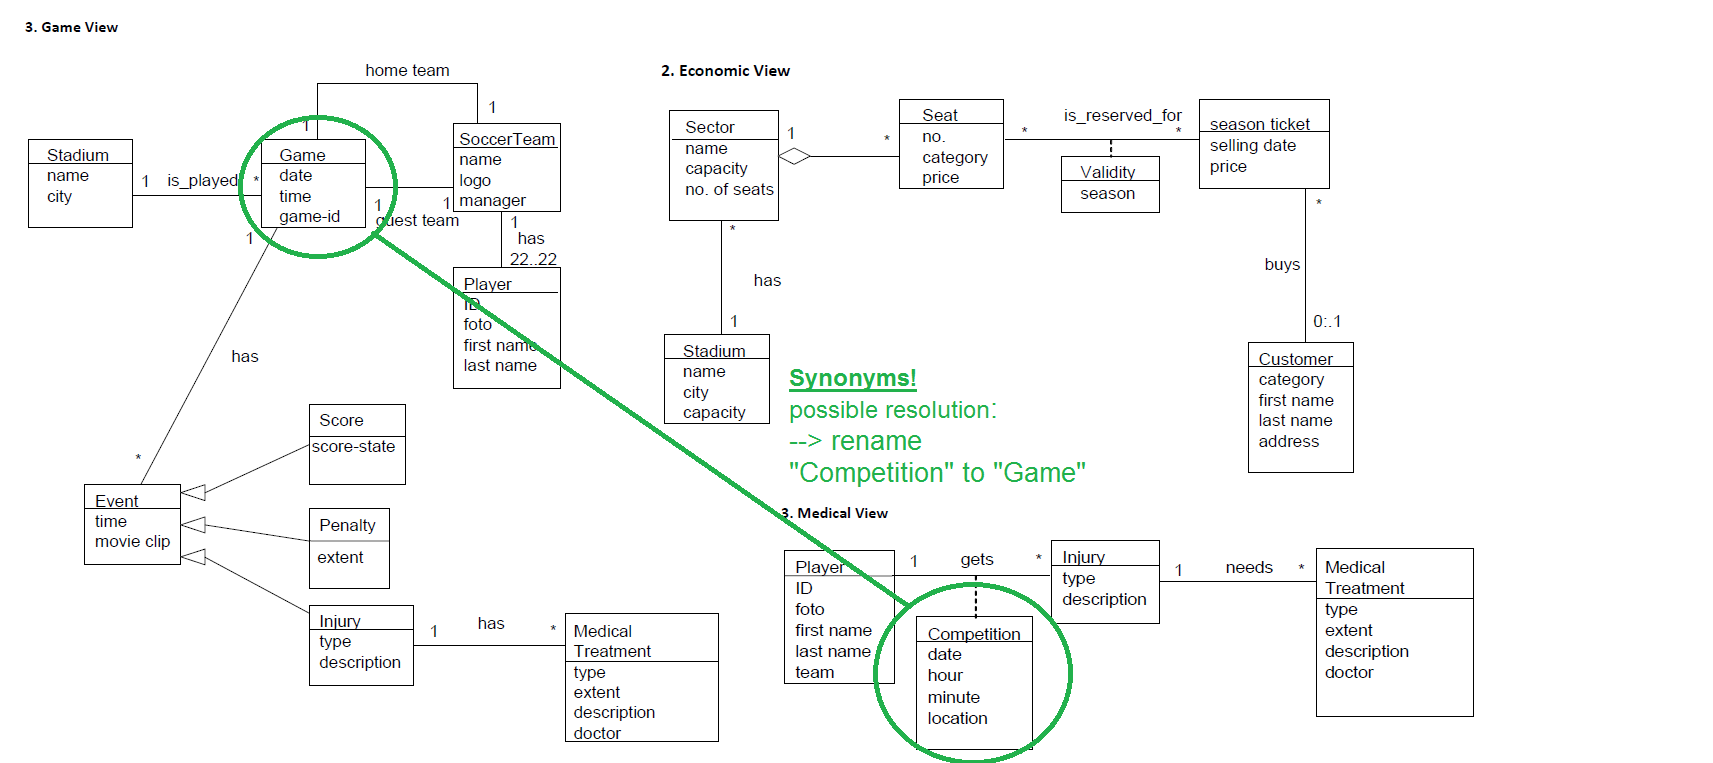 3. Game View
home team
1
1
Stadium
name
city
1 is_played *
Game
date
time
game-id
SoccerTeam
name
logo
manager
1
1
guest team
1
has
22..22
Player
ID
foto
first name
last name
1
has
*
Event
time
movie clip
Score
score-state
Penalty
extent
Injury
type
description
1 has *
Medical
Treatment
type
extent
description
doctor
2. Economic View
Sector
name
capacity
no. of seats
1
*
Seat
no.
category
price
*
is_reserved_for
*
Validity
season
season ticket
selling date
price
*
has
1
Stadium
name
city
capacity
*
buys
0:.1
Customer
category
first name
last name
address
Synonyms!
possible resolution:
--> rename
"Competition" to "Game"
3. Medical View
Player
ID
foto
first name
last name
team
1 gets *
Competition
date
hour
minute
location
Injury
type
description
1 needs *
Medical
Treatment
type
extent
description
doctor